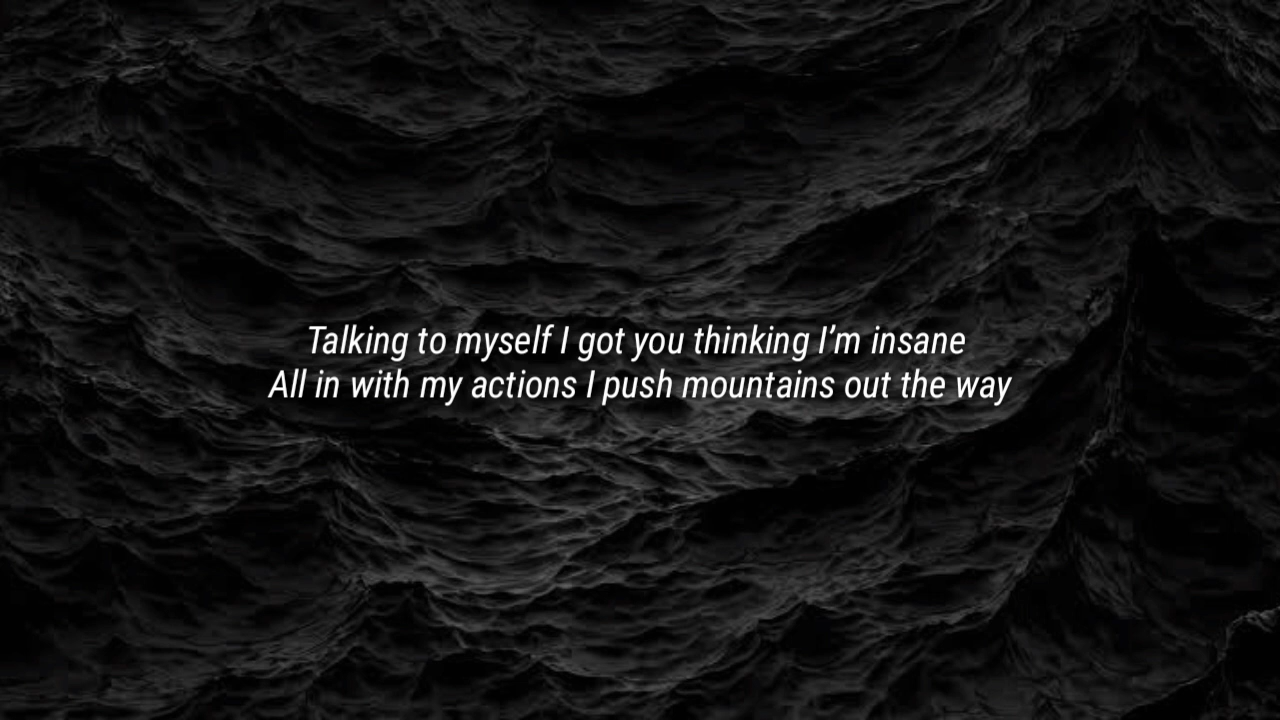 Talking to myself I got you thinking I’m insane
All in with my actions I push mountains out the way